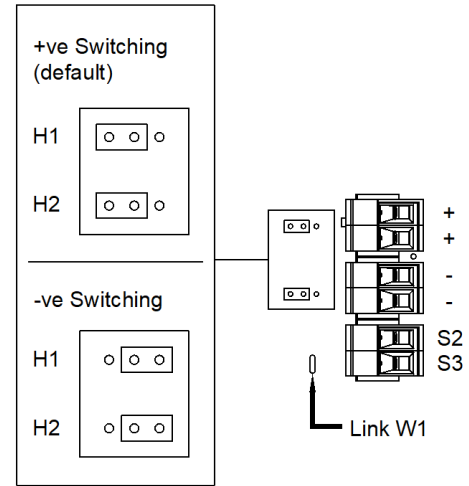 +ve Switching
(default)
H1
H2
-ve Switching
H1
H2
+
+
-
-
S2
S3
Link W1